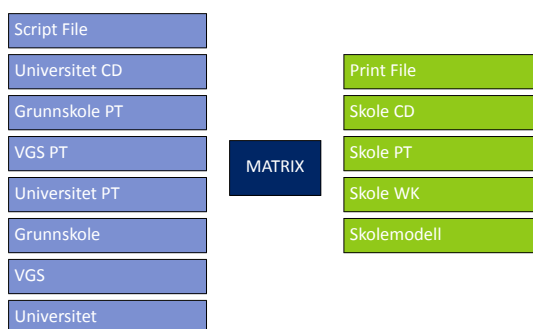 Script File
Universitet CD
Grunnskole PT
VGS PT
Universitet PT
Grunnskole
VGS
Universitet
MATRIX
Print File
Skole CD
Skole PT
Skole WK
Skolemodell